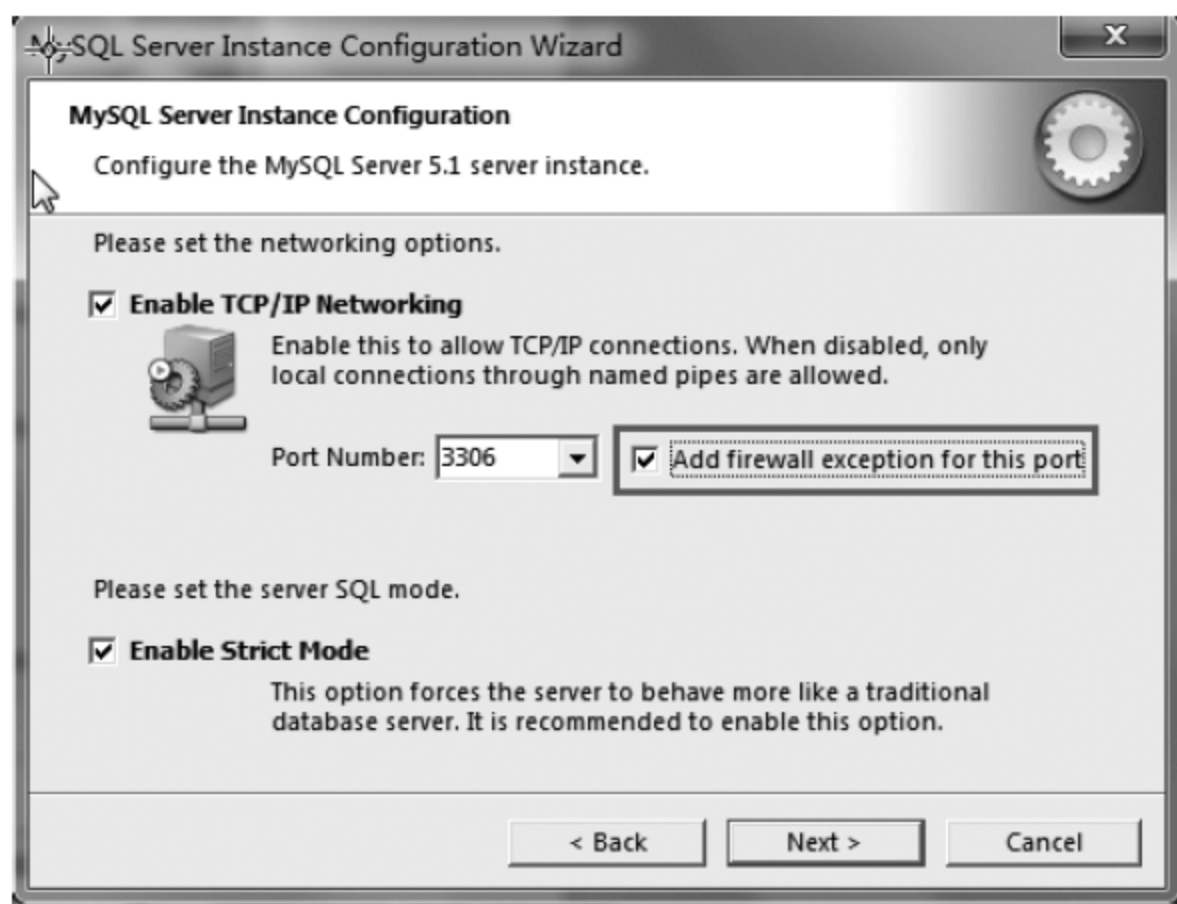 MySQL Server Instance Configuration Wizard
MySQL Server Instance Configuration
Configure the MySQL Server 5.1 server instance.
Please set the networking options.
Enable TCP/IP Networking
Enable this to allow TCP/IP connections. When disabled, only
local connections through named pipes are allowed.
Port Number: 3306 Add firewall exception for this port
Please set the server SQL mode.
Enable Strict Mode
This option forces the server to behave more like a traditional
database server. It is recommended to enable this option.
< Back Next > Cancel